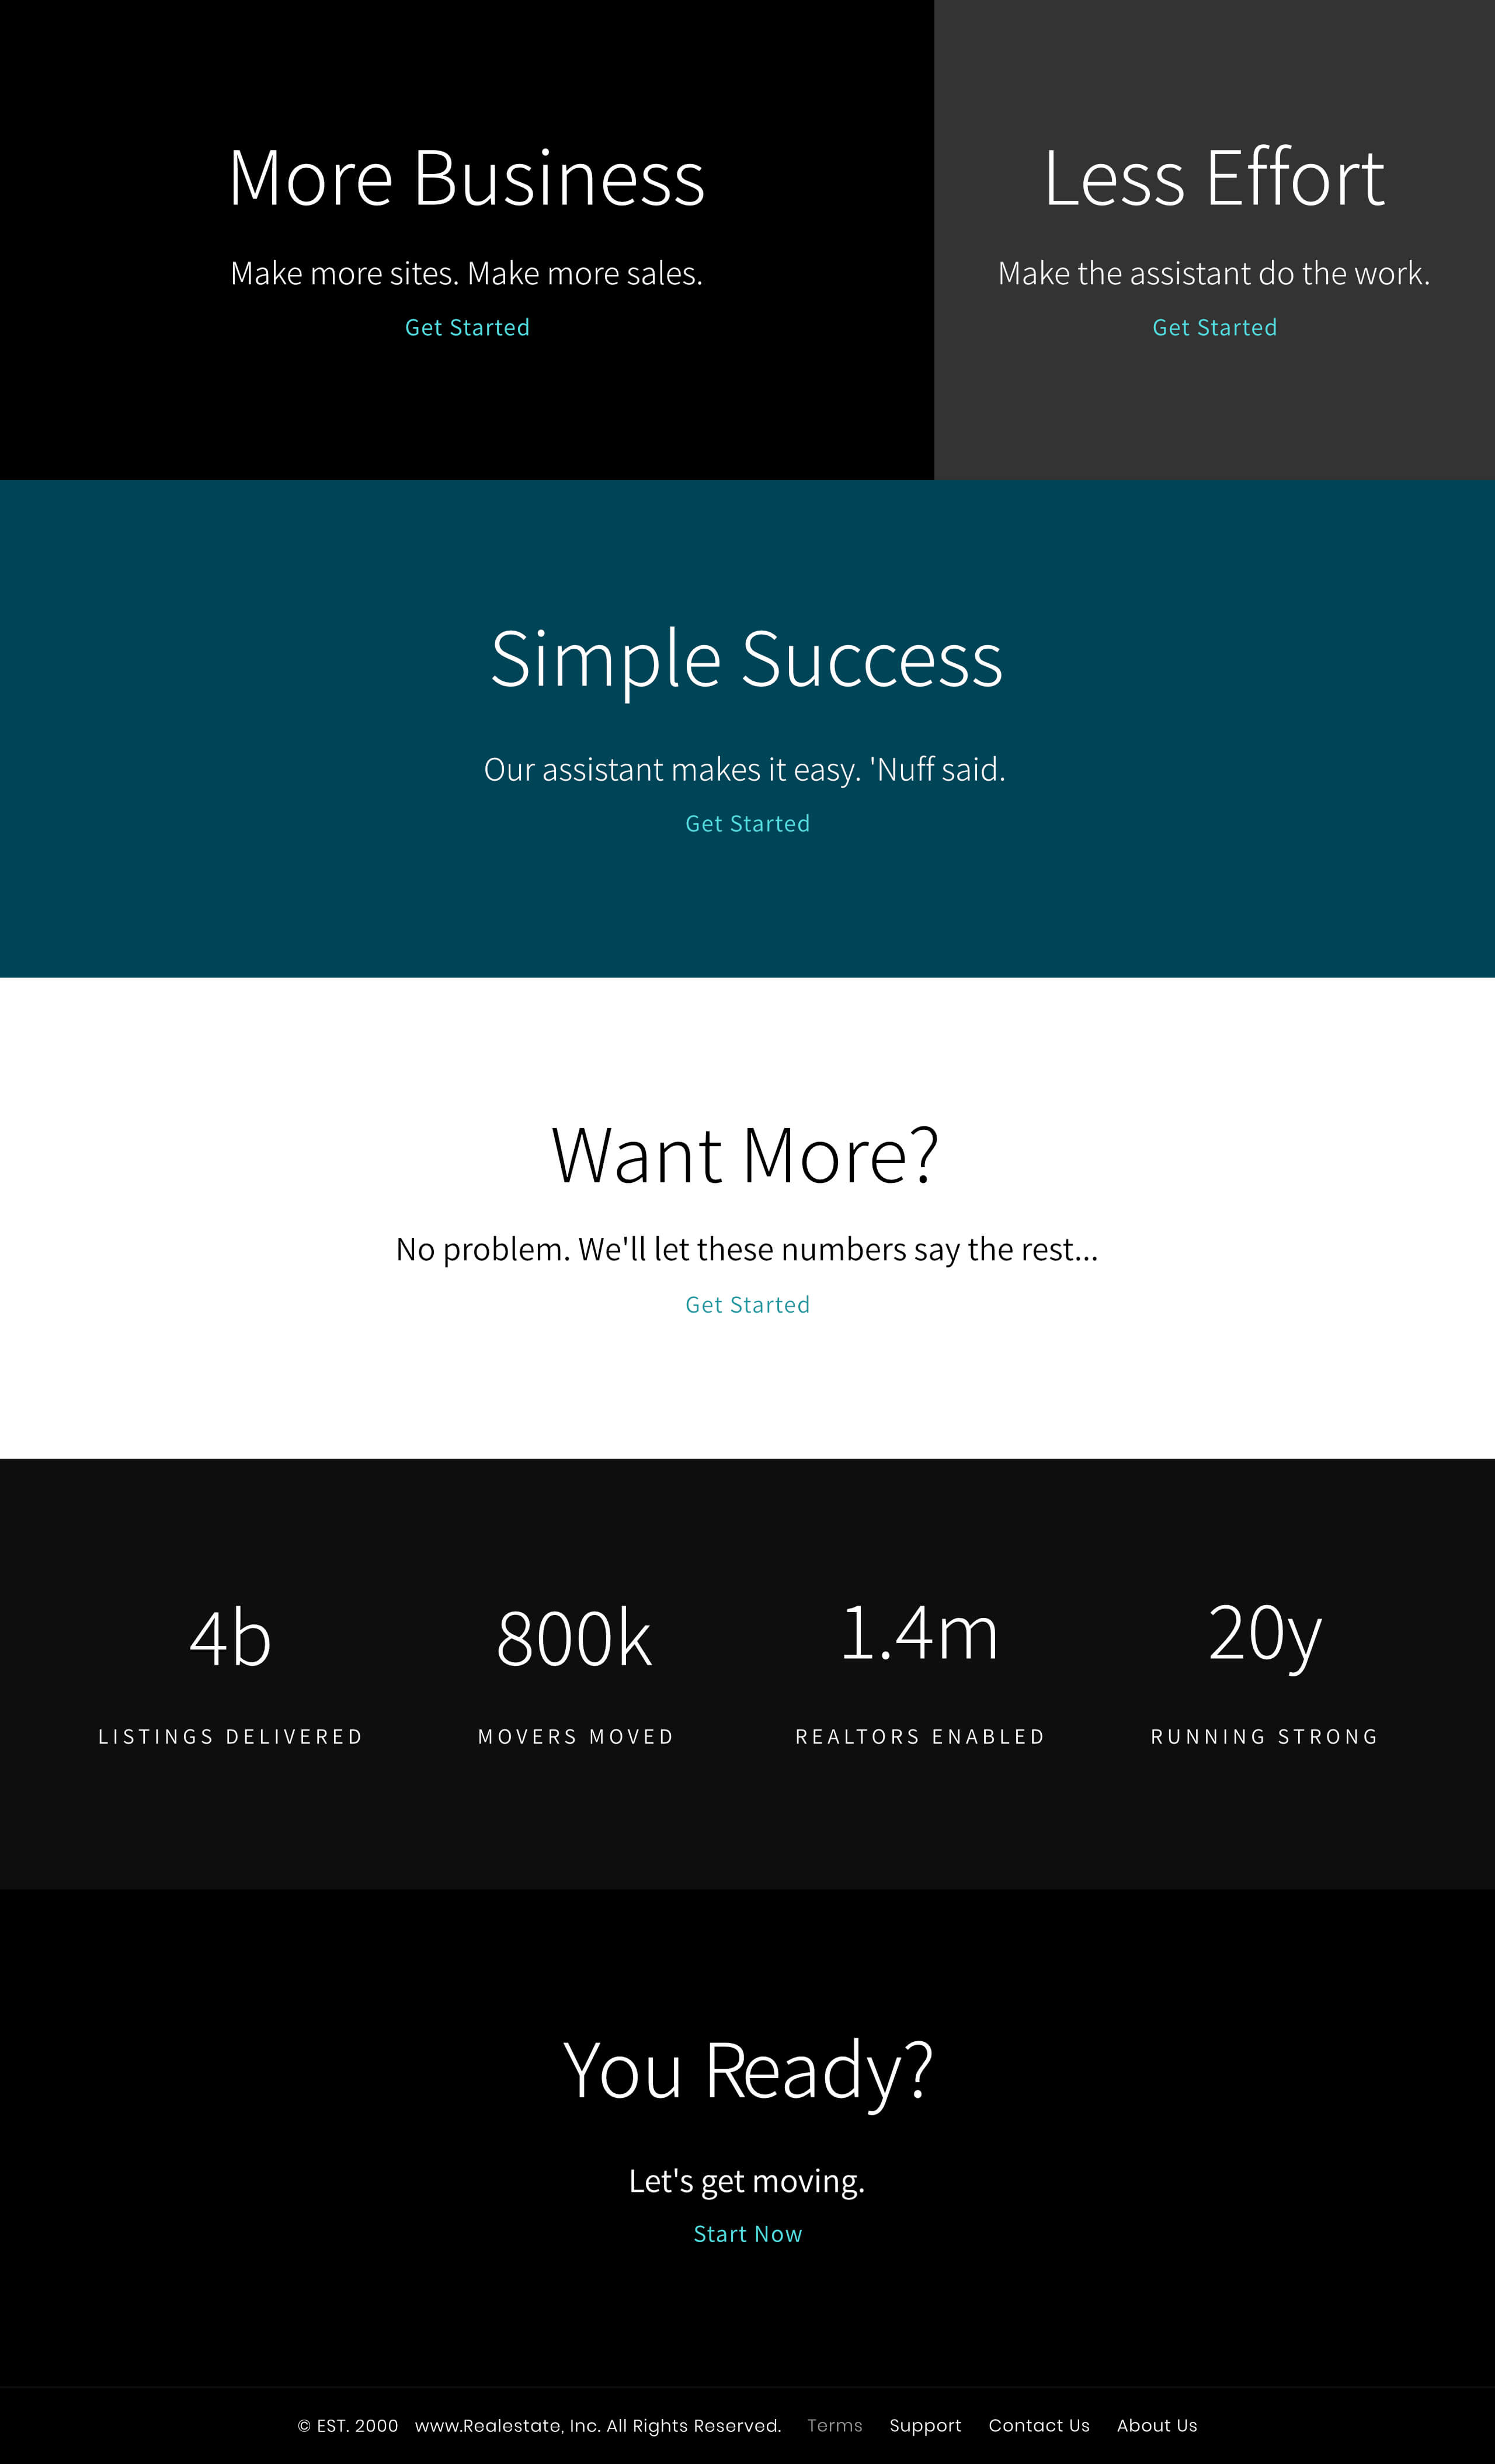 More Business
Make more sites. Make more sales.
Get Started
Less Effort
Make the assistant do the work.
Get Started
Simple Success
Our assistant makes it easy. 'Nuff said.
Get Started
Want More?
No problem. We'll let these numbers say the rest...
Get Started
4b
LISTINGS DELIVERED
800k
MOVERS MOVED
1.4m
REALTORS ENABLED
20y
RUNNING STRONG
You Ready?
Let's get moving.
Start Now
© EST. 2000 www.Realestate, Inc. All Rights Reserved. Terms Support Contact Us About Us